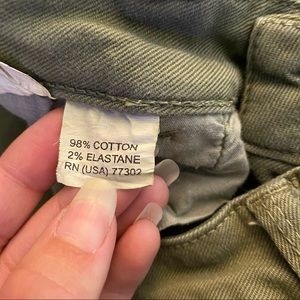 98% COTTON
2% ELASTANE
RN (USA) 77302